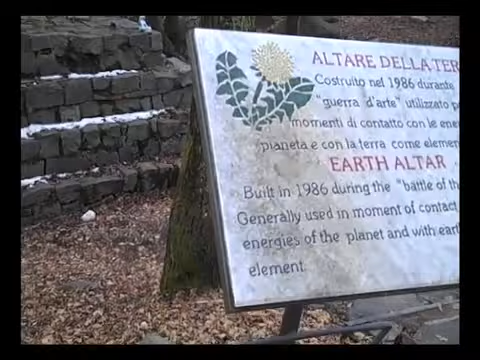 ALTARE DELLA TER
Costruito nel 1986 durante
guerra d'arte" utilizzato p
momenti di contatto con le ene
pianeta e con la terra come elemen
EARTH ALTAR
Built in 1986 during the "battle of th
Generally used in moment of contact
energies of the planet and with eart
element